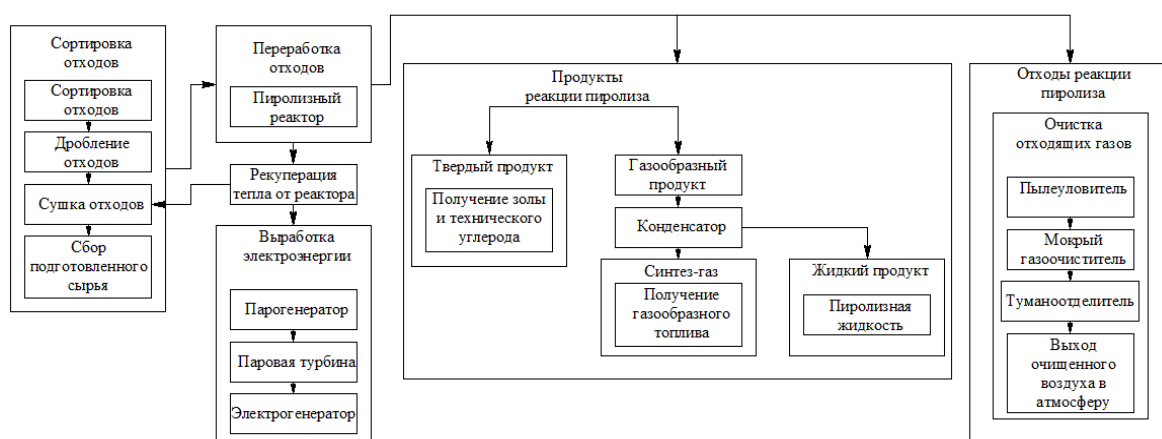 Сортировка
отходов
Сортировка
отходов
Дробление
отходов
Сушка отходов
Сбор
подготовленного
сырья
Переработка
отходов
Пиролизный
реактор
Рекуперация
тепла от реактора
Выработка
электроэнергии
Парогенератор
Паровая турбина
Электрогенератор
Продукты
реакции пиролиза
Твердый продукт
Получение золы
и технического
углерода
Газообразный
продукт
Конденсатор
Синтез-газ
Получение
газообразного
топлива
Жидкий продукт
Пиролизная
жидкость
Отходы реакции
пиролиза
Очистка
отходящих газов
Пылеуловитель
Мокрый
газоочиститель
Туманоотделитель
Выход
очищенного
воздуха в
атмосферу